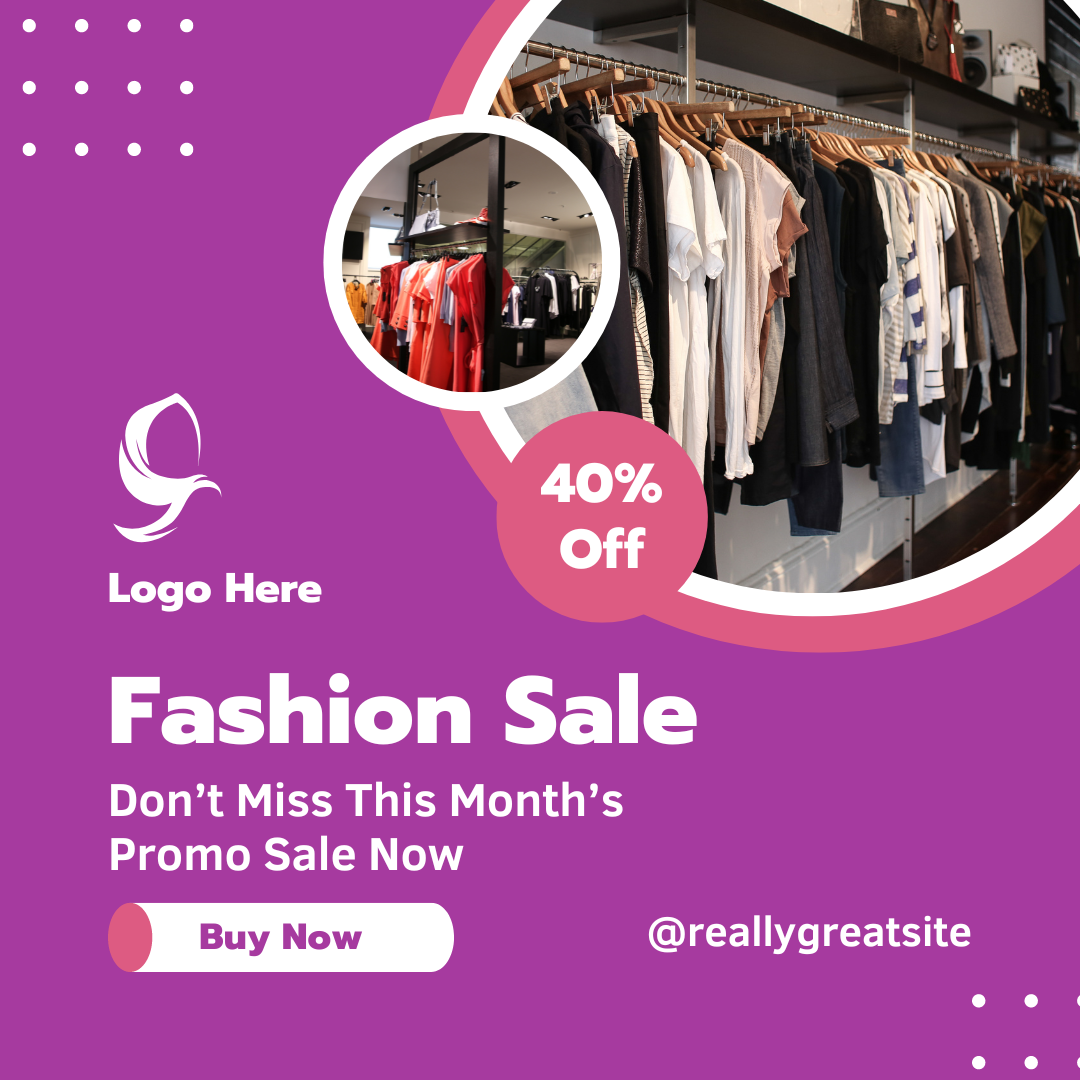 40%
Off
Logo Here
Fashion Sale
Don’t Miss This Month’s
Promo Sale Now
Buy Now
@reallygreatsite